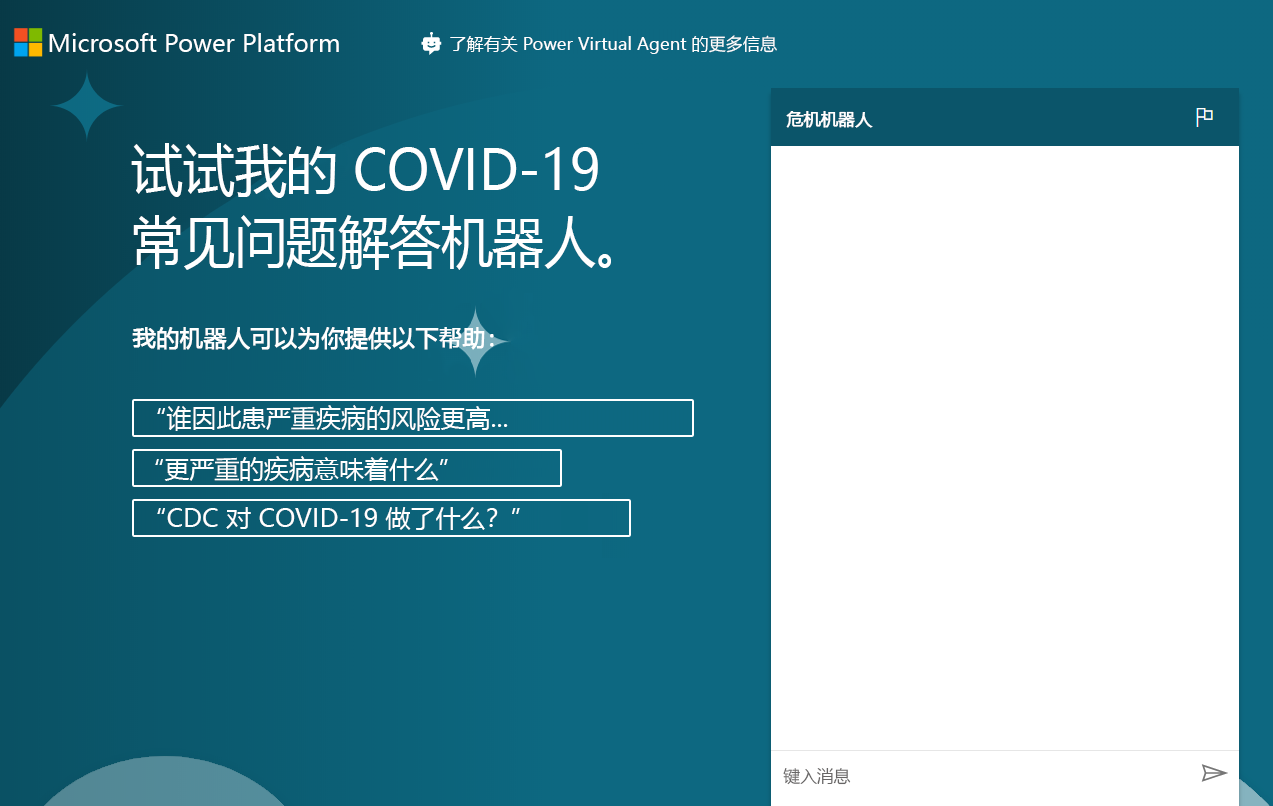 Microsoft Power Platform
了解有关 Power Virtual Agent 的更多信息
试试我的 COVID-19
常见问题解答机器人。
我的机器人可以为你提供以下帮助：
“谁因此患严重疾病的风险更高...
“更严重的疾病意味着什么”
“CDC 对 COVID-19 做了什么？”
危机机器人
键入消息